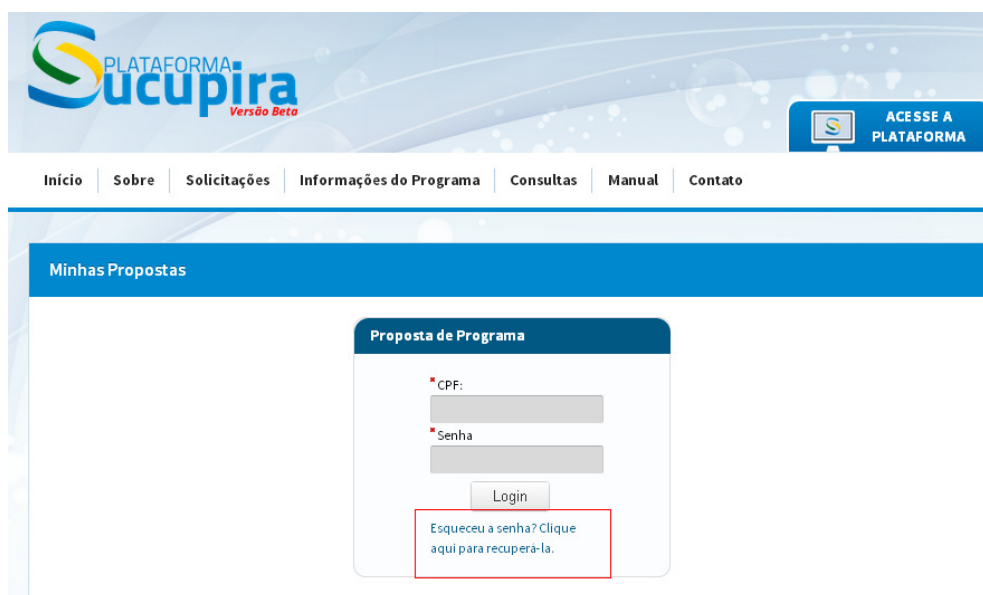 PLATAFORMA
Sucupira
Versão Beta
ACESSE A
PLATAFORMA
Início Sobre Solicitações Informações do Programa Consultas Manual Contato
Minhas Propostas
Proposta de Programa
* CPF:
* Senha
Login
Esqueceu a senha? Clique
aqui para recuperá-la.